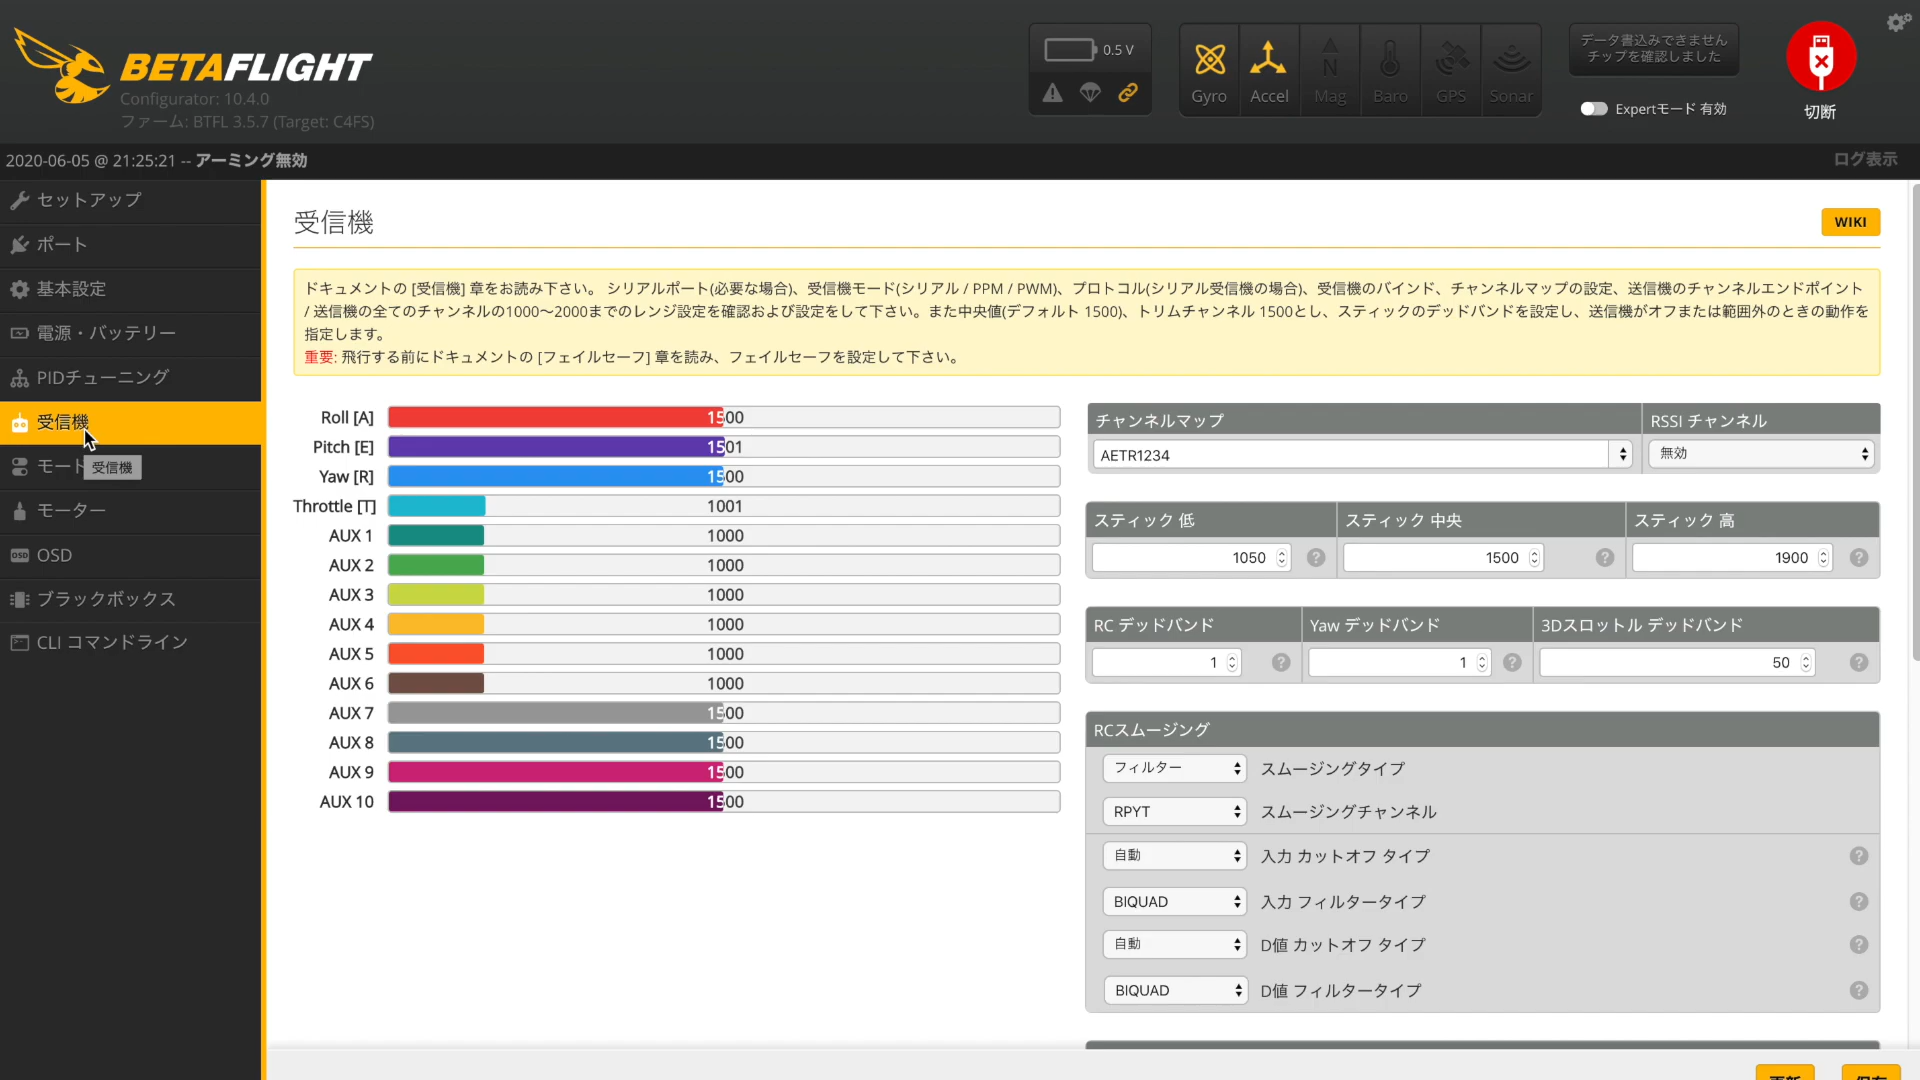 BETAFLIGHT
Configurator: 10.4.0
ファーム: BTFL 3.5.7 (Target: C4FS)
0.5 V
Gyro
Accel
Mag
Baro
GPS
Sonar
データ書込みできません
チップを確認しました
Expertモード 有効
切断
2020-06-05 @ 21:25:21 -- アーミング無効
ログ表示
セットアップ
ポート
基本設定
電源・バッテリー
PIDチューニング
受信機
モード
受信機
モーター
OSD
ブラックボックス
CLI コマンドライン
受信機
WIKI
ドキュメントの [受信機] 章をお読み下さい。 シリアルポート(必要な場合)、受信機モード(シリアル / PPM / PWM)、プロトコル(シリアル受信機の場合)、受信機のバインド、チャンネルマップの設定、送信機のチャンネルエンドポイント
/ 送信機の全てのチャンネルの1000〜2000までのレンジ設定を確認および設定をして下さい。また中央値(デフォルト 1500)、トリムチャンネル 1500とし、スティックのデッドバンドを設定し、送信機がオフまたは範囲外のときの動作を
指定します。
重要: 飛行する前にドキュメントの [フェイルセーフ] 章を読み、フェイルセーフを設定して下さい。
Roll [A] 1500
Pitch [E] 1501
Yaw [R] 1500
Throttle [T] 1001
AUX 1 1000
AUX 2 1000
AUX 3 1000
AUX 4 1000
AUX 5 1000
AUX 6 1000
AUX 7 1500
AUX 8 1500
AUX 9 1500
AUX 10 1500
チャンネルマップ
RSSI チャンネル
AETR1234
無効
スティック 低
スティック 中央
スティック 高
1050
1500
1900
RC デッドバンド
Yaw デッドバンド
3Dスロットル デッドバンド
1
1
50
RCスムージング
フィルター スムージングタイプ
RPYT スムージングチャンネル
自動 入力 カットオフ タイプ
BIQUAD 入力 フィルタータイプ
自動 D値 カットオフ タイプ
BIQUAD D値 フィルタータイプ
更新
保存